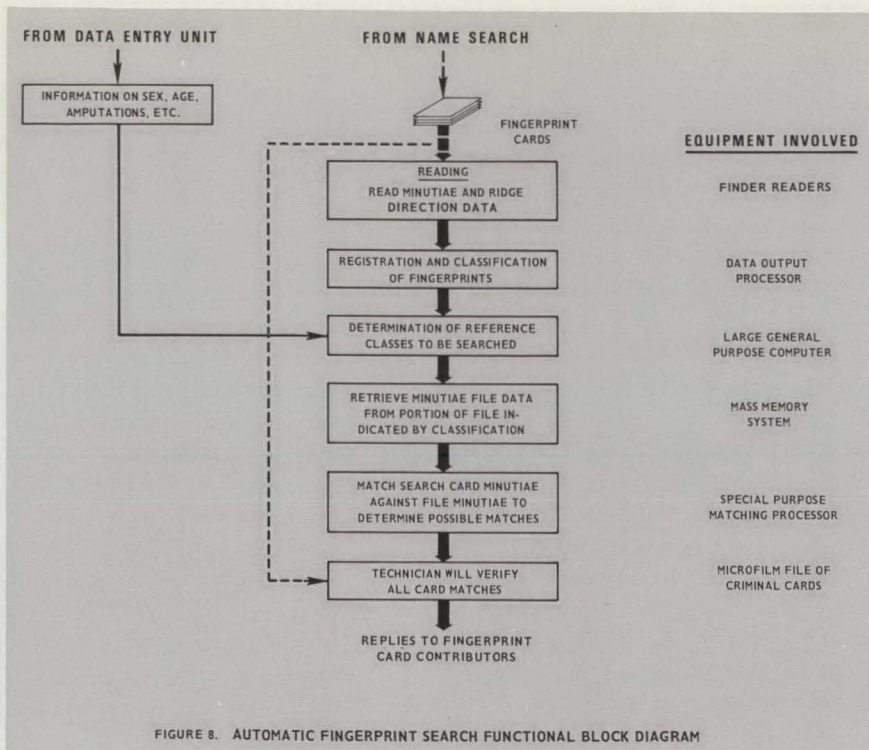 FROM DATA ENTRY UNIT
INFORMATION ON SEX, AGE,
AMPUTATIONS, ETC.
FROM NAME SEARCH
FINGERPRINT
CARDS
READING
READ MINUTIAE AND RIDGE
DIRECTION DATA
REGISTRATION AND CLASSIFICATION
OF FINGERPRINTS
DETERMINATION OF REFERENCE
CLASSES TO BE SEARCHED
RETRIEVE MINUTIAE FILE DATA
FROM PORTION OF FILE IN-
DICATED BY CLASSIFICATION
MATCH SEARCH CARD MINUTIAE
AGAINST FILE MINUTIAE TO
DETERMINE POSSIBLE MATCHES
TECHNICIAN WILL VERIFY
ALL CARD MATCHES
REPLIES TO FINGERPRINT
CARD CONTRIBUTORS
EQUIPMENT INVOLVED
FINDER READERS
DATA OUTPUT
PROCESSOR
LARGE GENERAL
PURPOSE COMPUTER
MASS MEMORY
SYSTEM
SPECIAL PURPOSE
MATCHING PROCESSOR
MICROFILM FILE OF
CRIMINAL CARDS
FIGURE 8. AUTOMATIC FINGERPRINT SEARCH FUNCTIONAL BLOCK DIAGRAM